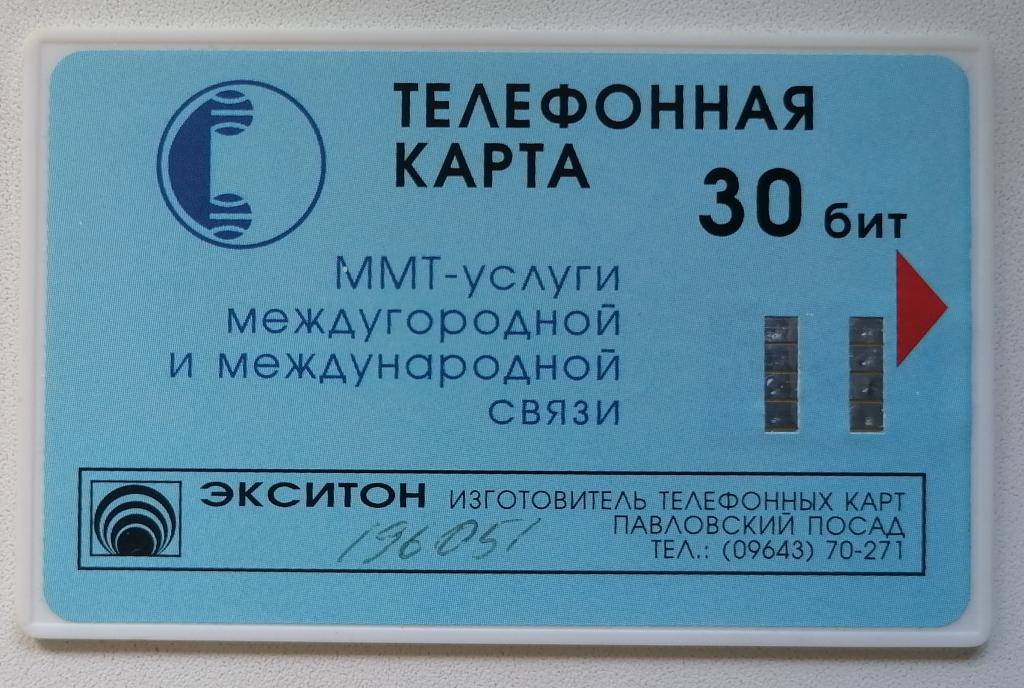 ТЕЛЕФОННАЯ
КАРТА
30 бит
ММТ-услуги
междугородной
и международной
связи
ЭКСИТОН ИЗГОТОВИТЕЛЬ ТЕЛЕФОННЫХ КАРТ
ПАВЛОВСКИЙ ПОСАД
ТЕЛ.: (09643) 70-271
196051